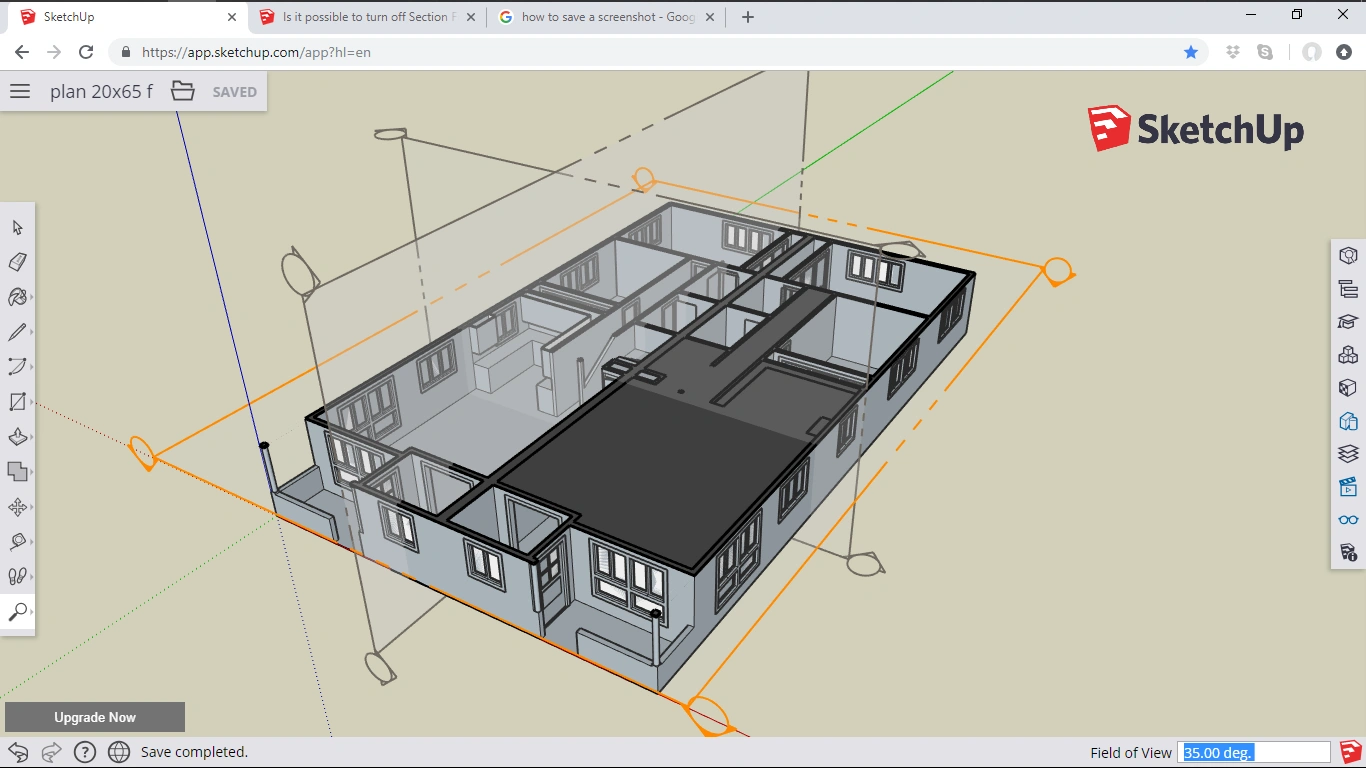 SketchUp
Is it possible to turn off Section F
how to save a screenshot - Goog
https://app.sketchup.com/app?hl=en
plan 20x65 f
SAVED
SketchUp
Upgrade Now
Save completed.
Field of View
35.00 deg.